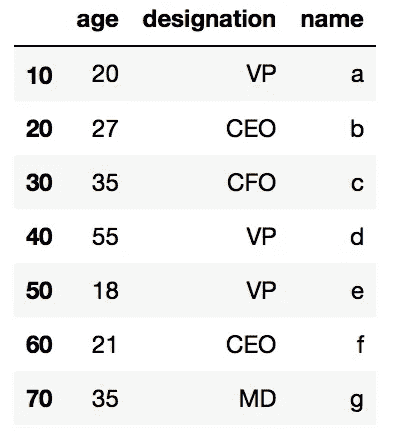 age designation name
10 20 VP a
20 27 CEO b
30 35 CFO c
40 55 VP d
50 18 VP e
60 21 CEO f
70 35 MD g